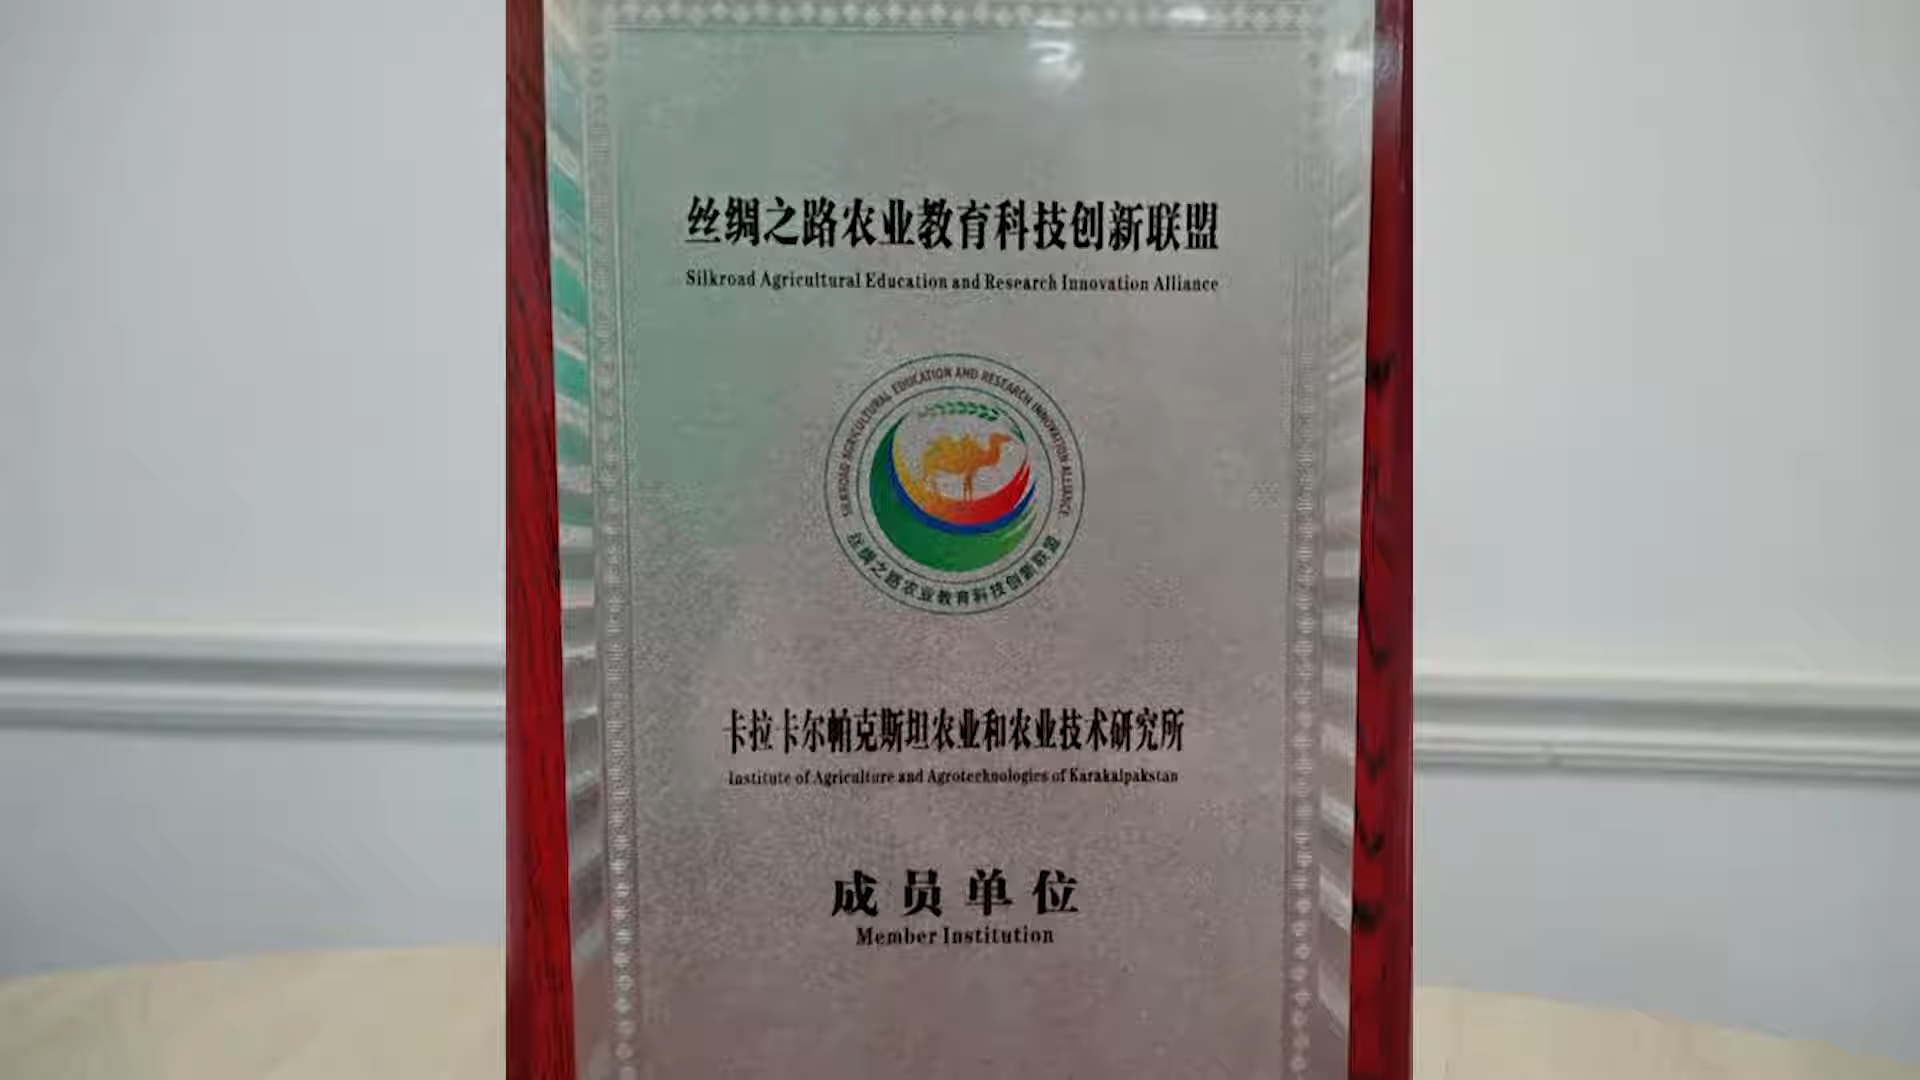 丝绸之路农业教育科技创新联盟
Silkroad Agricultural Education and Research Innovation Alliance
SILKROAD AGRICULTURAL EDUCATION AND RESEARCH INNOVATION ALLIANCE
丝绸之路农业教育科技创新联盟
卡拉卡尔帕克斯坦农业和农业技术研究所
Institute of Agriculture and Agrotechnologies of Karakalpakstan
成员单位
Member Institution